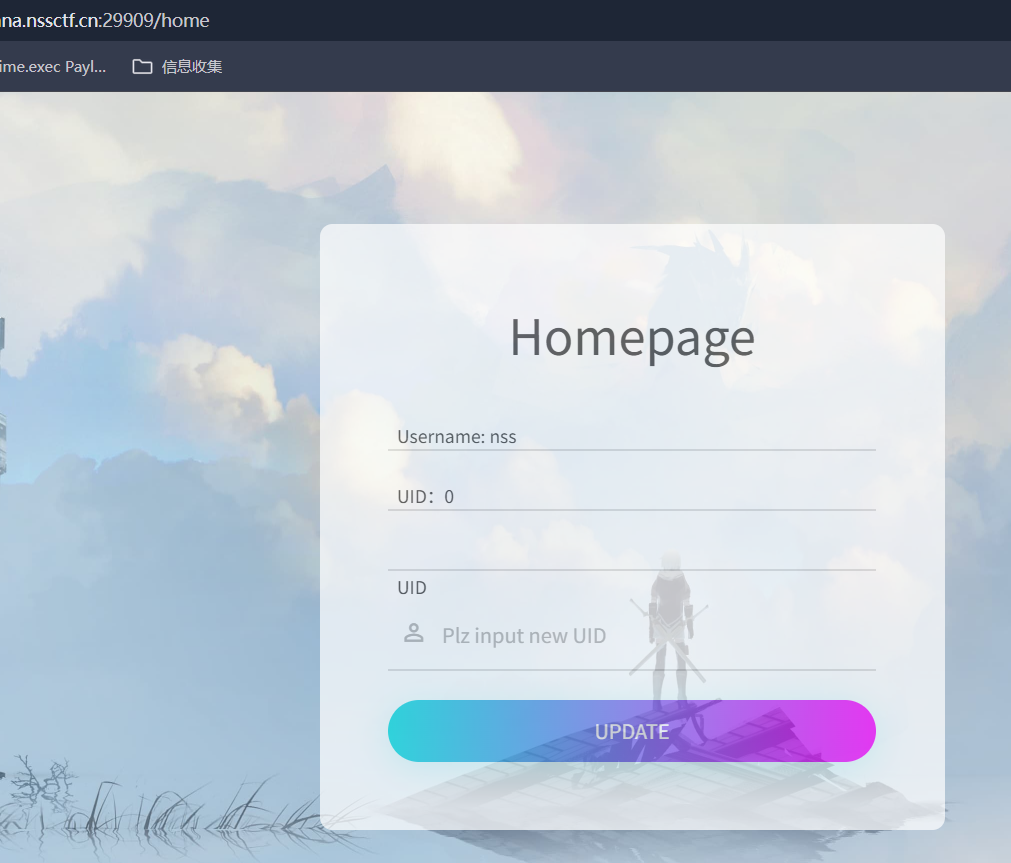 na.nssctf.cn:29909/home
ime.exec Payl... 信息收集
Homepage
Username: nss
UID：0
UID
Plz input new UID
UPDATE